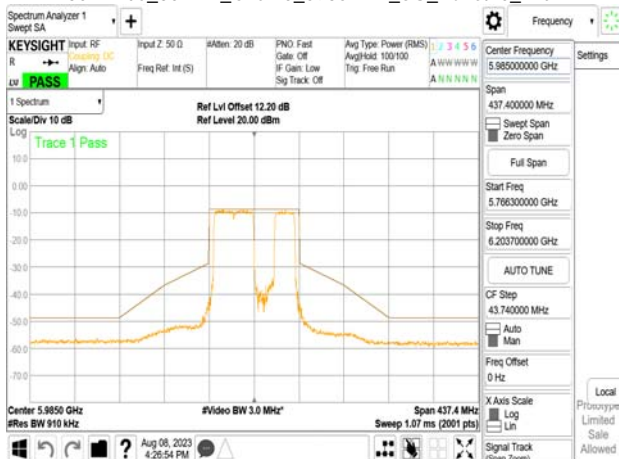 Spectrum Analyzer 1
Swept SA
+
Frequency
KEYSIGHT
Input: RF
Coupling: DC
Align: Auto
Input Z: 50 Ω
Freq Ref: Int (S)
#Atten: 20 dB
PNO: Fast
Gate: Off
IF Gain: Low
Sig Track: Off
Avg Type: Power (RMS)
Avg|Hold: 100/100
Trig: Free Run
1 2 3 4 5 6
A W W W W W
A N N N N N
R
LXI
PASS
1 Spectrum
Scale/Div 10 dB
Ref Lvl Offset 12.20 dB
Ref Level 20.00 dBm
Log
Trace 1 Pass
10.0
0.00
-10.0
-20.0
-30.0
-40.0
-50.0
-60.0
-70.0
Center 5.9850 GHz
#Res BW 910 kHz
#Video BW 3.0 MHz*
Span 437.4 MHz
Sweep 1.07 ms (2001 pts)
?
Aug 08, 2023
4:26:54 PM
Center Frequency
5.985000000 GHz
Span
437.400000 MHz
Swept Span
Zero Span
Full Span
Start Freq
5.766300000 GHz
Stop Freq
6.203700000 GHz
AUTO TUNE
CF Step
43.740000 MHz
Auto
Man
Freq Offset
0 Hz
X Axis Scale
Log
Lin
Signal Track
(Span Zoom)
Settings
Local
Prototype
Limited
Sale
Allowed